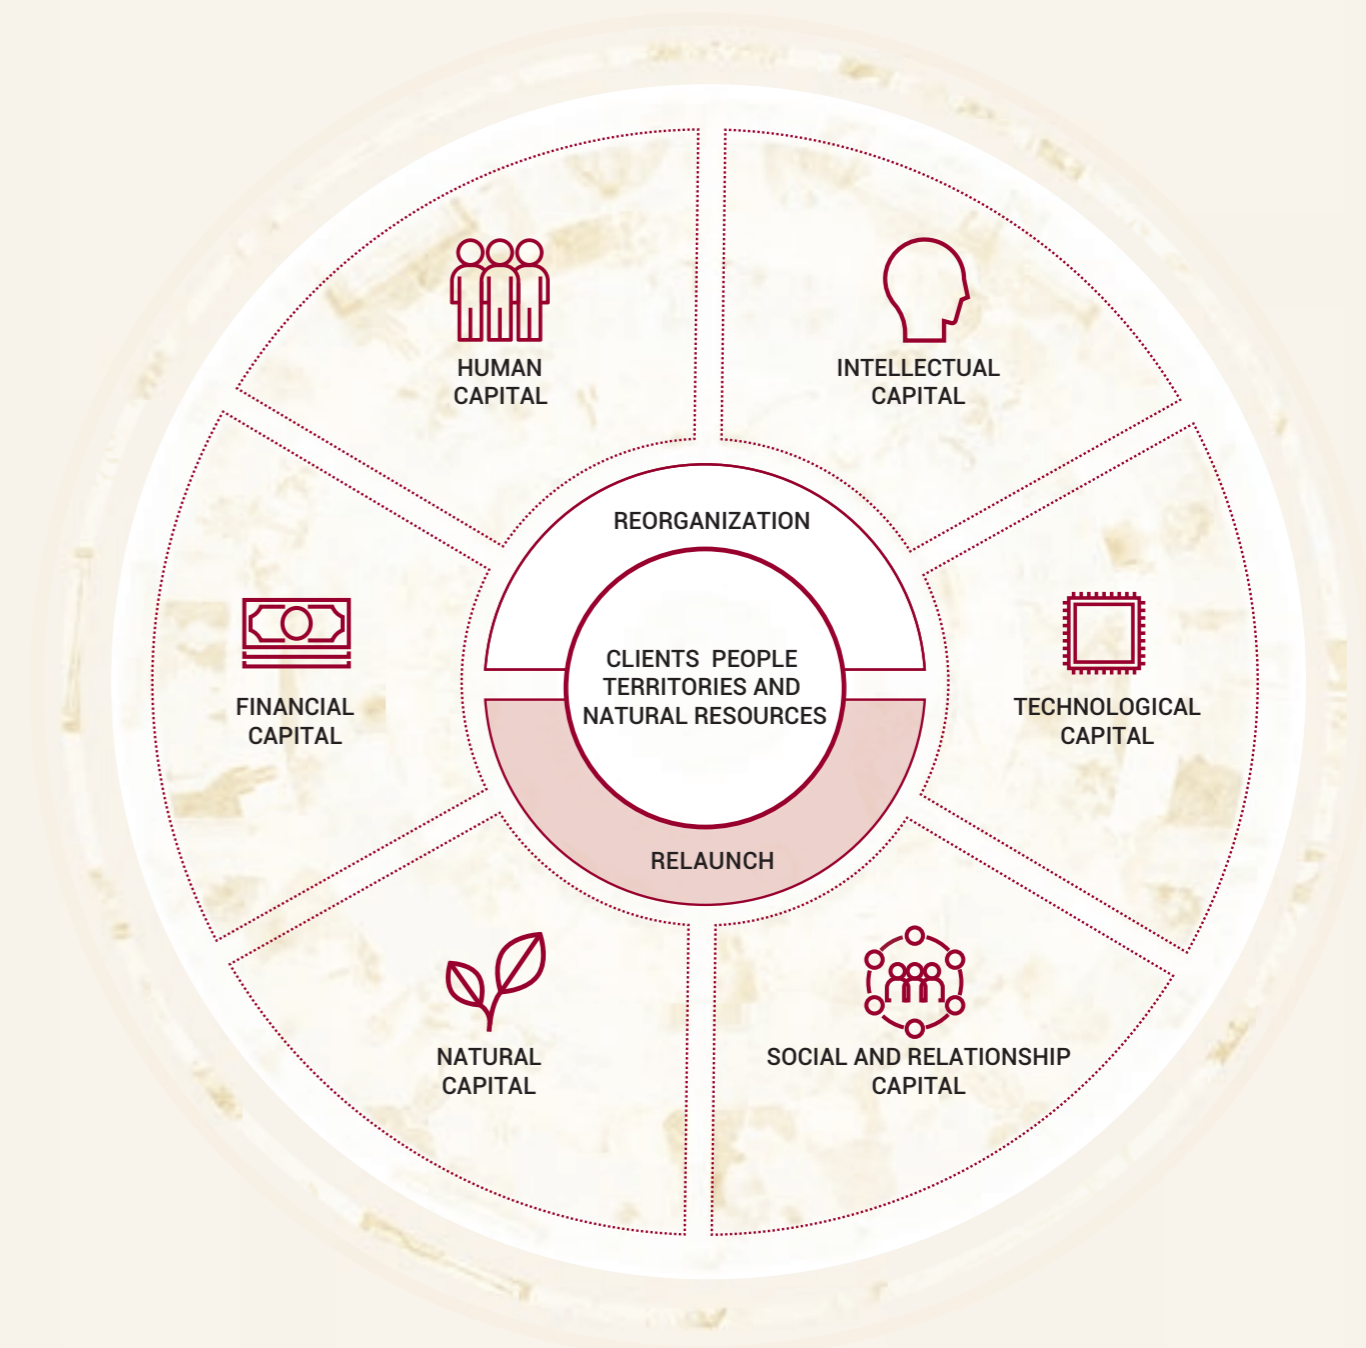 HUMAN
CAPITAL
INTELLECTUAL
CAPITAL
REORGANIZATION
CLIENTS PEOPLE
TERRITORIES AND
NATURAL RESOURCES
FINANCIAL
CAPITAL
TECHNOLOGICAL
CAPITAL
RELAUNCH
NATURAL
CAPITAL
SOCIAL AND RELATIONSHIP
CAPITAL